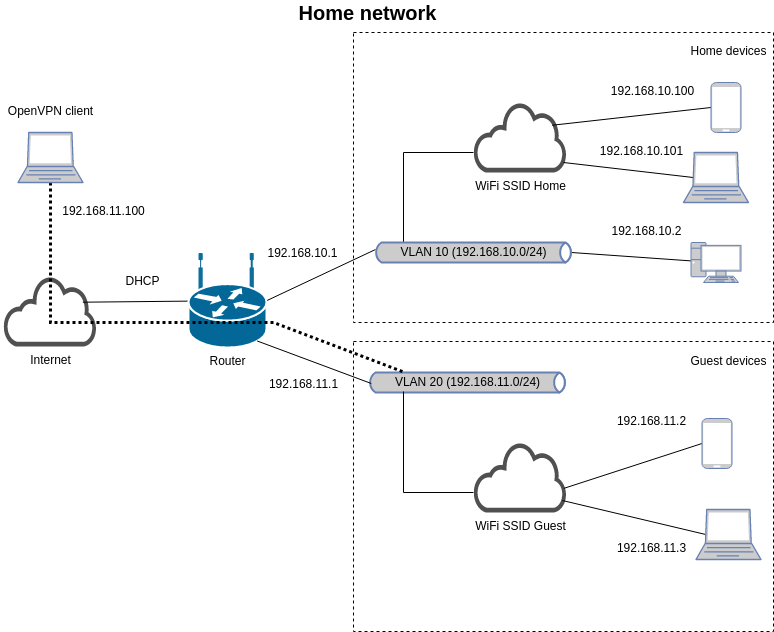 Home network
Home devices
192.168.10.100
OpenVPN client
192.168.10.101
WiFi SSID Home
192.168.11.100
192.168.10.2
192.168.10.1
VLAN 10 (192.168.10.0/24)
DHCP
Internet
Router
Guest devices
192.168.11.1
VLAN 20 (192.168.11.0/24)
192.168.11.2
WiFi SSID Guest
192.168.11.3